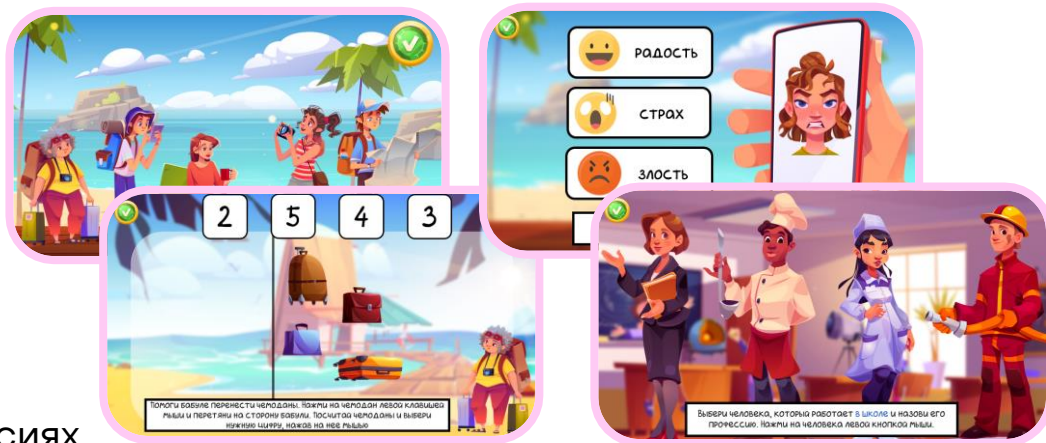 РАДОСТЬ
СТРАХ
ЗЛОСТЬ
2 5 4 3
Помоги бабуле перенести чемоданы. Нажми на чемодан левой клавишей
мыши и перетяни на сторону бабули. Посчитай чемоданы и выбери
нужную цифру, нажав на нее мышью
Выбери человека, который работает в школе и назови его
профессию. Нажми на человека левой кнопкой мыши.
сиях